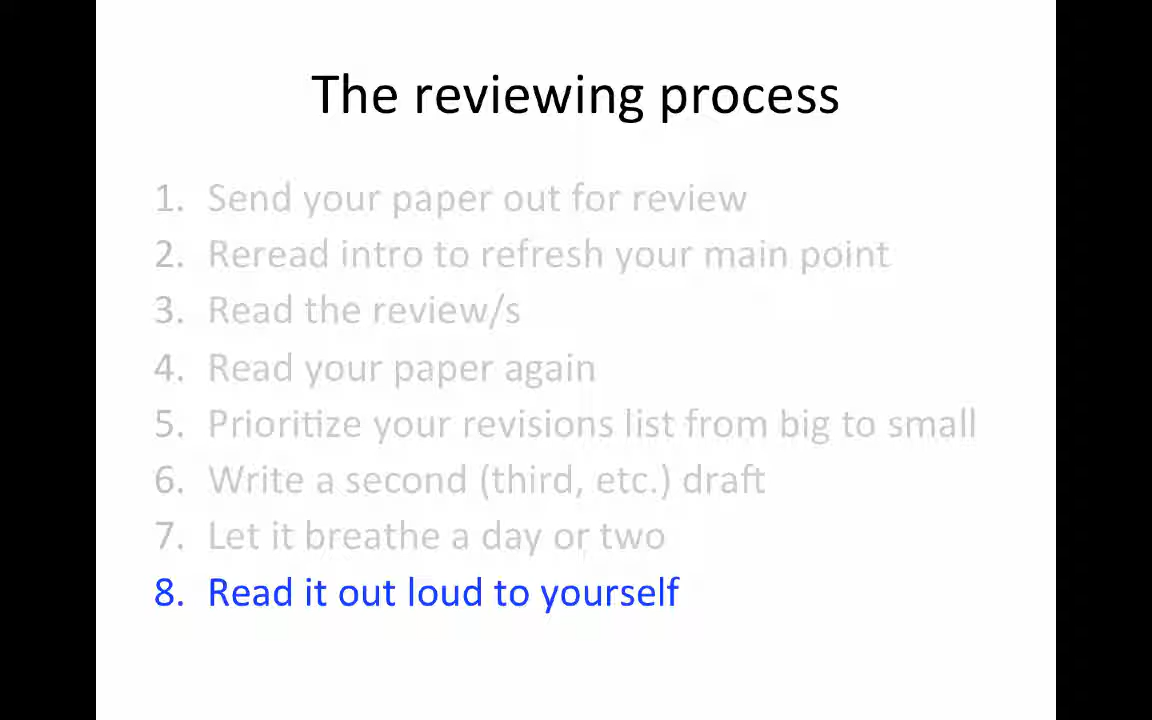 The reviewing process
1. Send your paper out for review
2. Reread intro to refresh your main point
3. Read the review/s
4. Read your paper again
5. Prioritize your revisions list from big to small
6. Write a second (third, etc.) draft
7. Let it breathe a day or two
8. Read it out loud to yourself